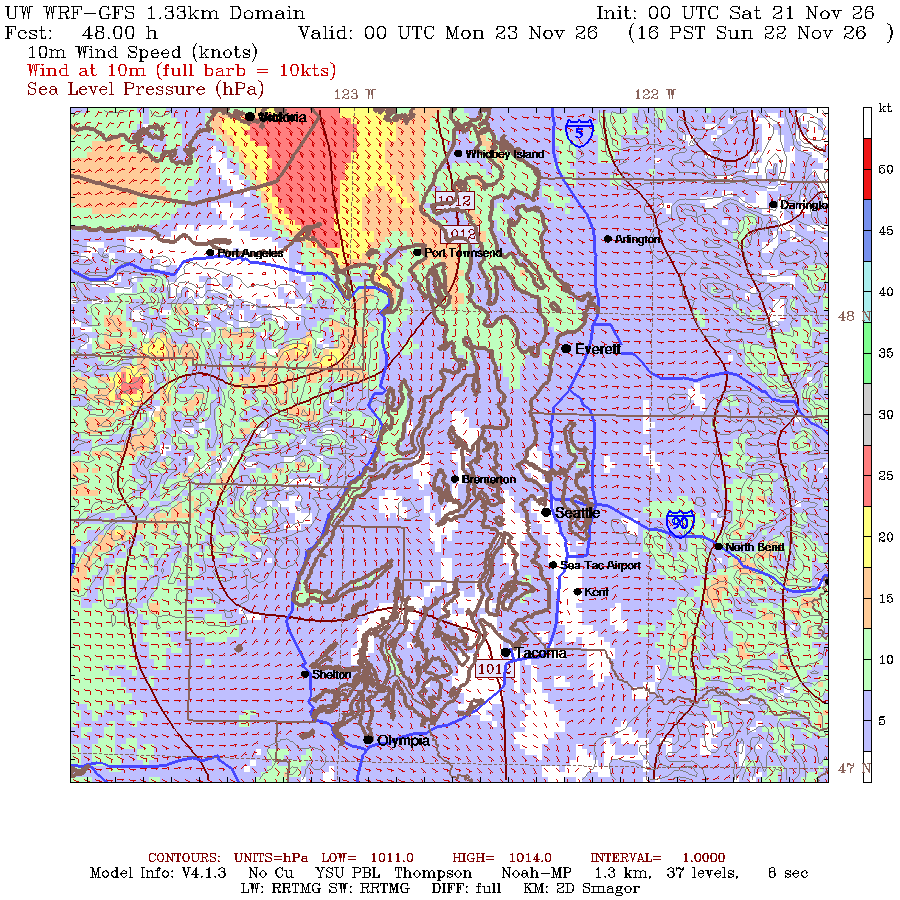 UW WRF-GFS 1.33km Domain Init: 00 UTC Sat 21 Nov 26
Fcst: 48.00 h Valid: 00 UTC Mon 23 Nov 26 (16 PST Sun 22 Nov 26 )
10m Wind Speed (knots)
Wind at 10m (full barb = 10kts)
Sea Level Pressure (hPa)
123 W 122 W
kt
Victoria
5
Whidbey Island
50
1012
Darringto
45
1012
Arlington
Port Angeles
Port Townsend
40
48 N
Everett
35
30
Bremerton
25
Seattle
90
20
North Bend
Sea Tac Airport
Kent
15
Tacoma
10
1012
Shelton
5
Olympia
47 N
CONTOURS: UNITS=hPa LOW= 1011.0 HIGH= 1014.0 INTERVAL= 1.0000
Model Info: V4.1.3 No Cu YSU PBL Thompson Noah-MP 1.3 km, 37 levels, 8 sec
LW: RRTMG SW: RRTMG DIFF: full KM: 2D Smagor